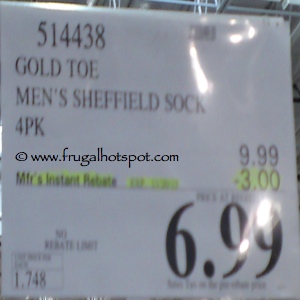 514438
GOLD TOE
MEN'S SHEFFIELD SOCK
4PK
© www.frugalhotspot.com
9.99
Mfr's Instant Rebate -3.00
6.99
NO
REBATE LIMIT
1.748